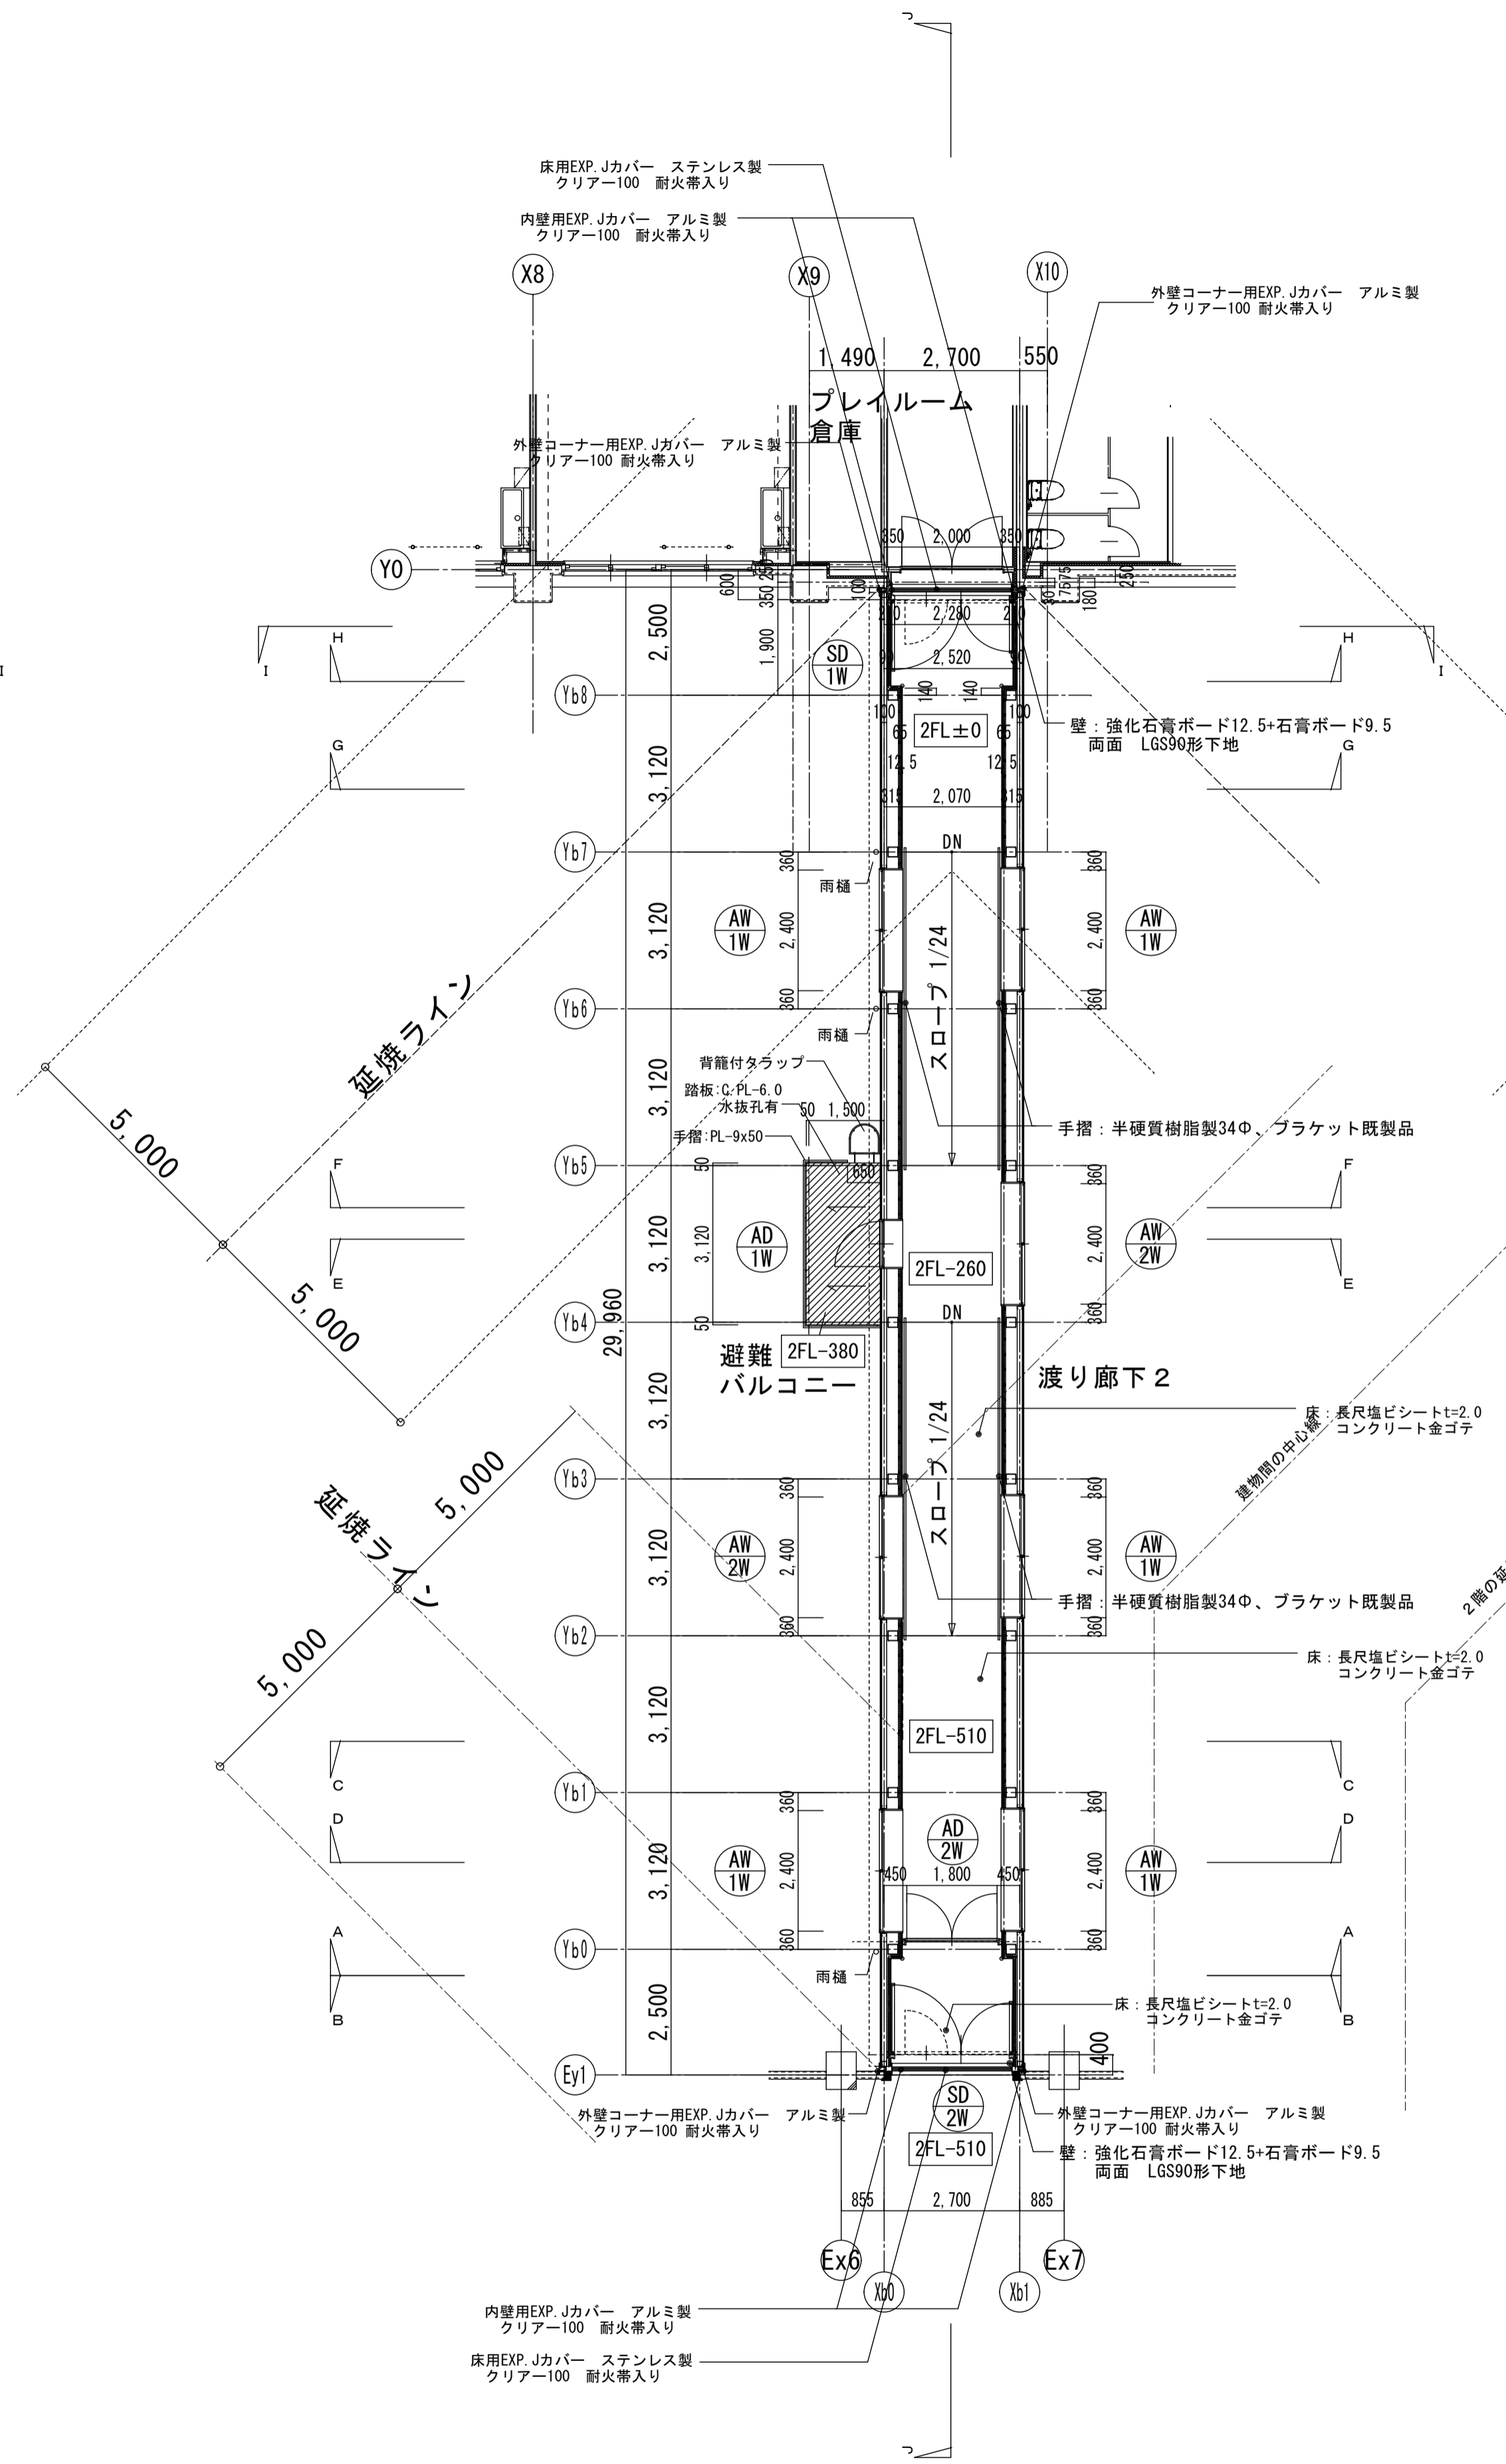 J
床用EXP.Jカバー　ステンレス製
クリアー100　耐火帯入り
内壁用EXP.Jカバー　アルミ製
クリアー100　耐火帯入り
X8
X9
X10
外壁コーナー用EXP.Jカバー　アルミ製
クリアー100 耐火帯入り
1,490
2,700
550
プレイルーム
倉庫
外壁コーナー用EXP.Jカバー　アルミ製
クリアー100 耐火帯入り
350
2,000
350
Y0
600
350
250
100
30
7575
180
250
2,280
2,500
1,900
H
I
I
H
I
SD
1W
90
2,520
90
Yb8
140
140
100
100
65
2FL±0
65
壁：強化石膏ボード12.5+石膏ボード9.5
両面　LGS90形下地
G
G
12.5
12.5
3,120
315
2,070
315
Yb7
DN
360
360
雨樋
AW
1W
2,400
3,120
スロープ 1/24
2,400
AW
1W
延焼ライン
Yb6
360
360
雨樋
背籠付タラップ
踏板:C.PL-6.0
水抜孔有
50
1,500
手摺:PL-9x50
3,120
手摺：半硬質樹脂製34Φ、ブラケット既製品
5,000
F
Yb5
50
650
360
F
AD
1W
3,120
3,120
2FL-260
2,400
AW
2W
E
E
5,000
29,960
Yb4
50
DN
360
避難
バルコニー
2FL-380
渡り廊下２
3,120
スロープ 1/24
床：長尺塩ビシートt=2.0
コンクリート金ゴテ
建物間の中心線
5,000
延焼ライン
Yb3
360
360
AW
2W
2,400
3,120
2,400
AW
1W
手摺：半硬質樹脂製34Φ、ブラケット既製品
2階の延
Yb2
360
360
5,000
床：長尺塩ビシートt=2.0
コンクリート金ゴテ
3,120
2FL-510
C
C
Yb1
360
360
D
D
AD
2W
AW
1W
2,400
3,120
450
1,800
450
2,400
AW
1W
A
A
Yb0
360
360
雨樋
B
B
2,500
床：長尺塩ビシートt=2.0
コンクリート金ゴテ
400
Ey1
外壁コーナー用EXP.Jカバー　アルミ製
クリアー100 耐火帯入り
SD
2W
2FL-510
外壁コーナー用EXP.Jカバー　アルミ製
クリアー100 耐火帯入り
壁：強化石膏ボード12.5+石膏ボード9.5
両面　LGS90形下地
855
2,700
885
Ex6
Ex7
Xb0
Xb1
内壁用EXP.Jカバー　アルミ製
クリアー100　耐火帯入り
床用EXP.Jカバー　ステンレス製
クリアー100　耐火帯入り
J